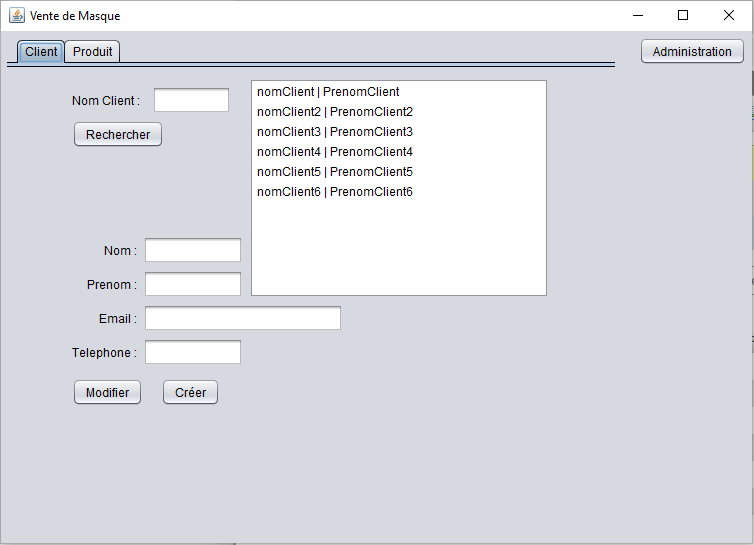 Vente de Masque
Client
Produit
Administration
Nom Client :
Rechercher
nomClient | PrenomClient
nomClient2 | PrenomClient2
nomClient3 | PrenomClient3
nomClient4 | PrenomClient4
nomClient5 | PrenomClient5
nomClient6 | PrenomClient6
Nom :
Prenom :
Email :
Telephone :
Modifier
Créer